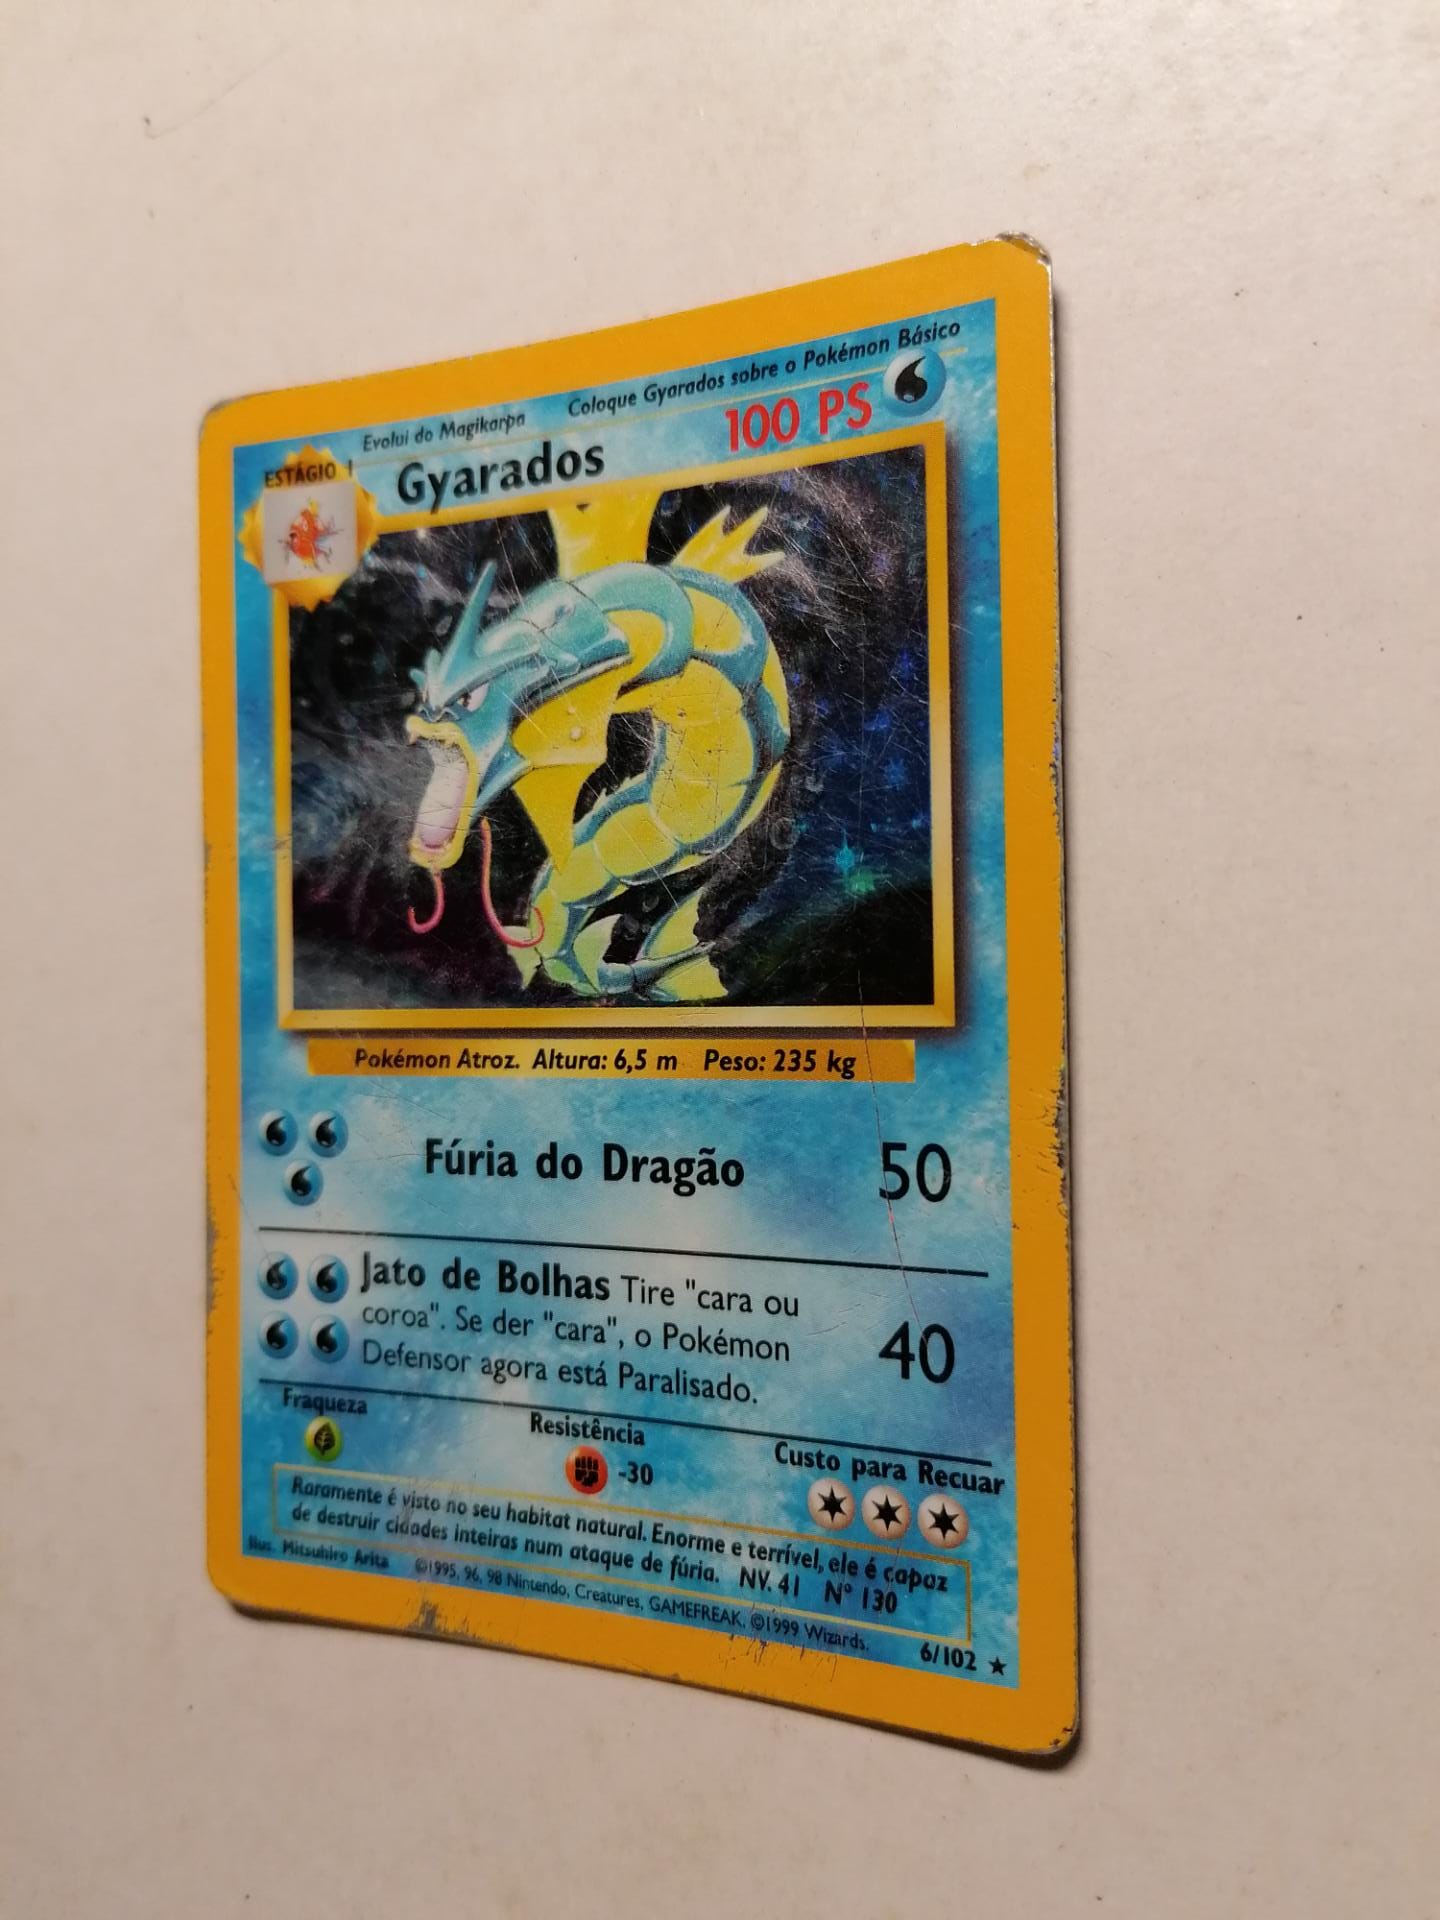 Evolui do Magikarpa
Coloque Gyarados sobre o Pokémon Básico
ESTÁGIO 1
Gyarados
100 PS
Pokémon Atroz. Altura: 6,5 m Peso: 235 kg
Fúria do Dragão 50
Jato de Bolhas Tire "cara ou
coroa". Se der "cara", o Pokémon
Defensor agora está Paralisado.
40
Fraqueza
Resistência
-30
Custo para Recuar
Raramente é visto no seu habitat natural. Enorme e terrível, ele é capaz
de destruir cidades inteiras num ataque de fúria. NV. 41 Nº 130
Ilus. Mitsuhiro Arita ©1995, 96, 98 Nintendo, Creatures, GAMEFREAK. ©1999 Wizards.
6/102